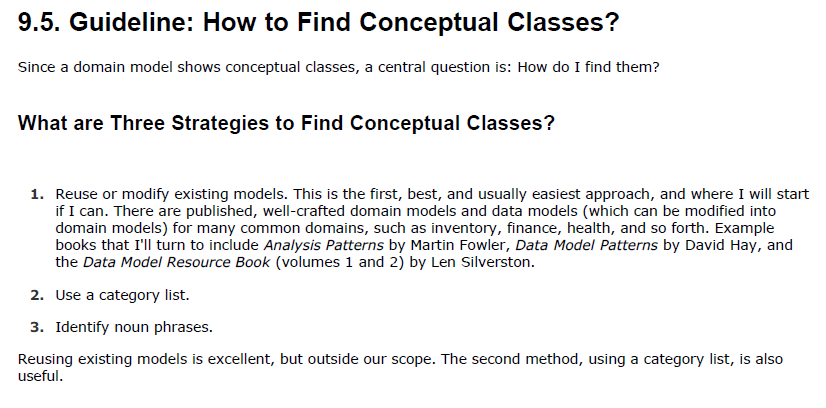 9.5. Guideline: How to Find Conceptual Classes?
Since a domain model shows conceptual classes, a central question is: How do I find them?
What are Three Strategies to Find Conceptual Classes?
1. Reuse or modify existing models. This is the first, best, and usually easiest approach, and where I will start
if I can. There are published, well-crafted domain models and data models (which can be modified into
domain models) for many common domains, such as inventory, finance, health, and so forth. Example
books that I'll turn to include Analysis Patterns by Martin Fowler, Data Model Patterns by David Hay, and
the Data Model Resource Book (volumes 1 and 2) by Len Silverston.
2. Use a category list.
3. Identify noun phrases.
Reusing existing models is excellent, but outside our scope. The second method, using a category list, is also
useful.